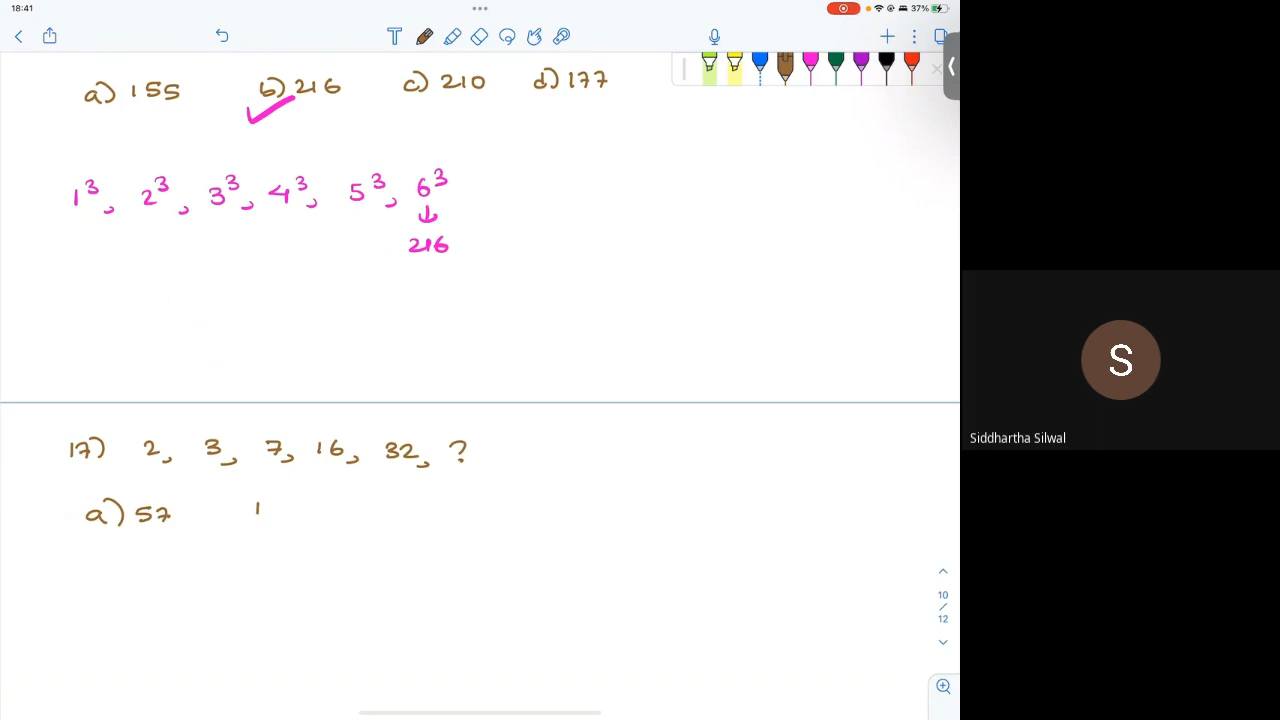 18:41
37%
a) 155 b) 216 c) 210 d) 177
1³, 2³, 3³, 4³, 5³, 6³
↓
216
S
Siddhartha Silwal
17) 2, 3, 7, 16, 32, ?
a) 57
10
/
12